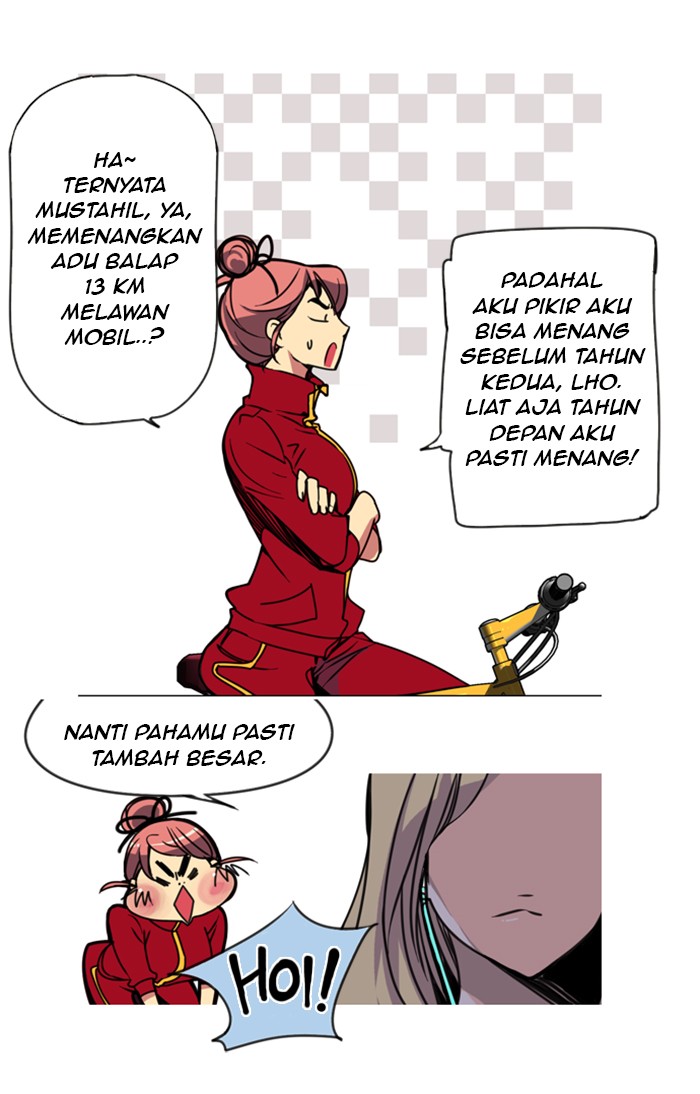 HA~
TERNYATA
MUSTAHIL, YA,
MEMENANGKAN
ADU BALAP
13 KM
MELAWAN
MOBIL..?
PADAHAL
AKU PIKIR AKU
BISA MENANG
SEBELUM TAHUN
KEDUA, LHO.
LIAT AJA TAHUN
DEPAN AKU
PASTI MENANG!
NANTI PAHAMU PASTI
TAMBAH BESAR.
HOI!